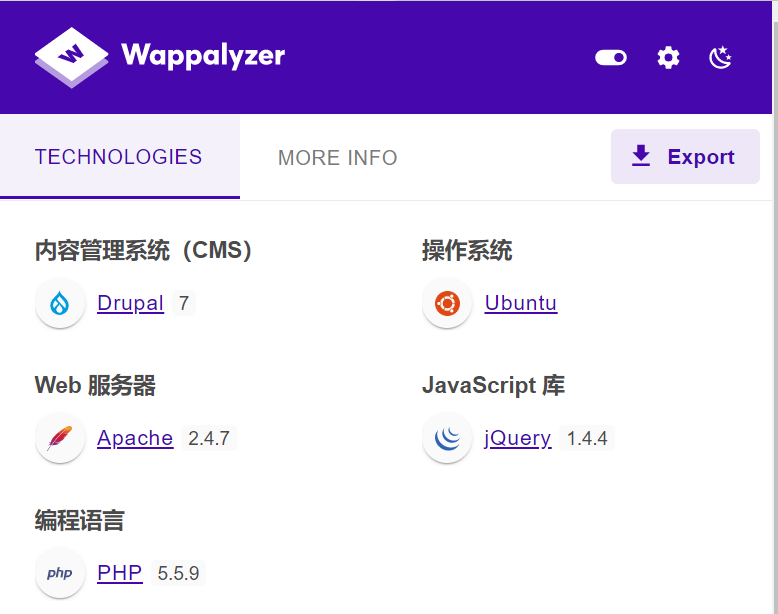 Wappalyzer
TECHNOLOGIES
MORE INFO
Export
内容管理系统（CMS）
Drupal 7
操作系统
Ubuntu
Web 服务器
Apache 2.4.7
JavaScript 库
jQuery 1.4.4
编程语言
php PHP 5.5.9